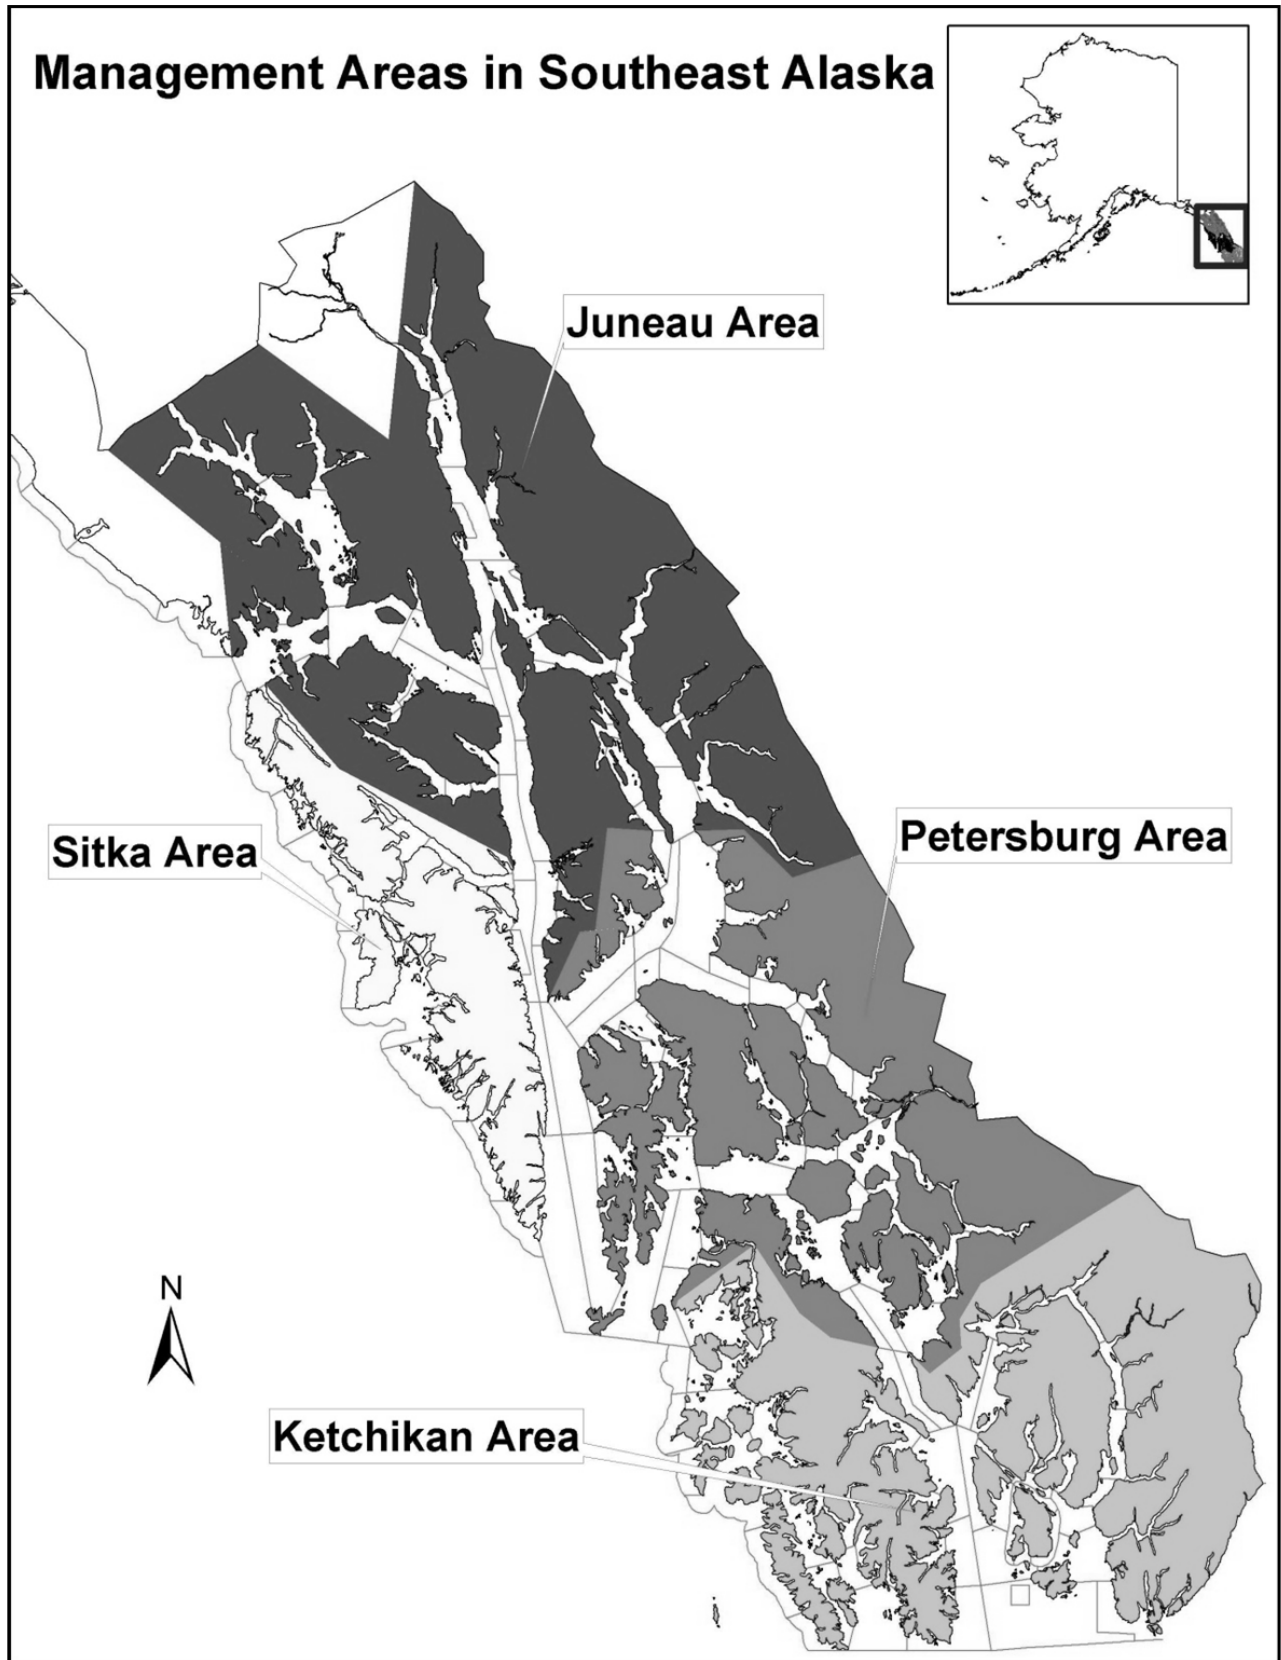 Management Areas in Southeast Alaska
Juneau Area
Sitka Area
Petersburg Area
N
Ketchikan Area